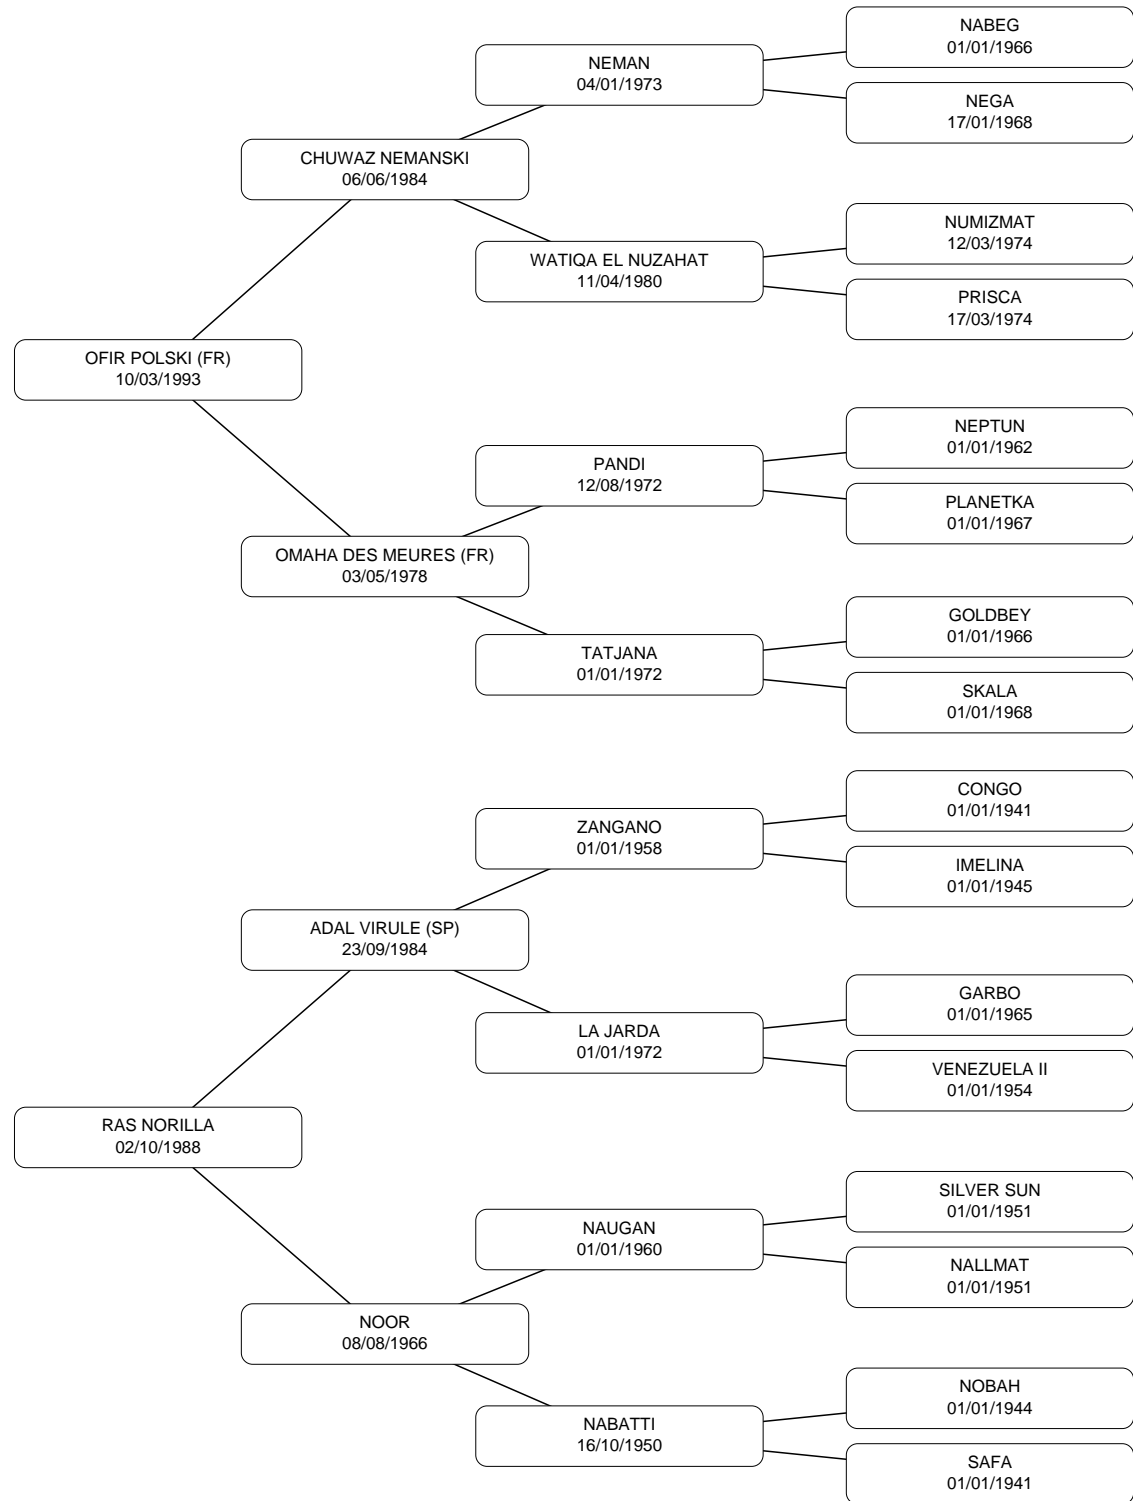 NABEG
01/01/1966
NEMAN
04/01/1973
NEGA
17/01/1968
CHUWAZ NEMANSKI
06/06/1984
NUMIZMAT
12/03/1974
WATIQA EL NUZAHAT
11/04/1980
PRISCA
17/03/1974
OFIR POLSKI (FR)
10/03/1993
NEPTUN
01/01/1962
PANDI
12/08/1972
PLANETKA
01/01/1967
OMAHA DES MEURES (FR)
03/05/1978
GOLDBEY
01/01/1966
TATJANA
01/01/1972
SKALA
01/01/1968
CONGO
01/01/1941
ZANGANO
01/01/1958
IMELINA
01/01/1945
ADAL VIRULE (SP)
23/09/1984
GARBO
01/01/1965
LA JARDA
01/01/1972
VENEZUELA II
01/01/1954
RAS NORILLA
02/10/1988
SILVER SUN
01/01/1951
NAUGAN
01/01/1960
NALLMAT
01/01/1951
NOOR
08/08/1966
NOBAH
01/01/1944
NABATTI
16/10/1950
SAFA
01/01/1941